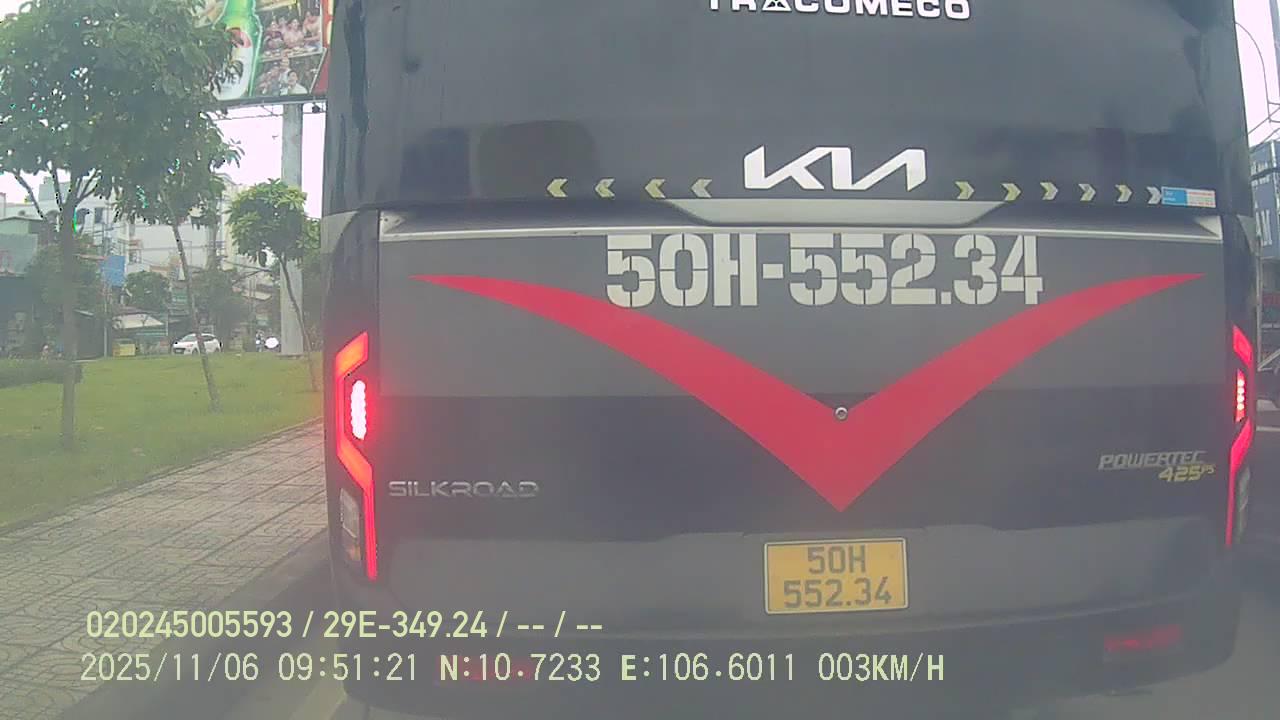 TRACOMECO
KIA
50H-552.34
SILKROAD
POWERTEC
425PS
50H
552.34
020245005593 / 29E-349.24 / -- / --
2025/11/06 09:51:21 N:10.7233 E:106.6011 003KM/H